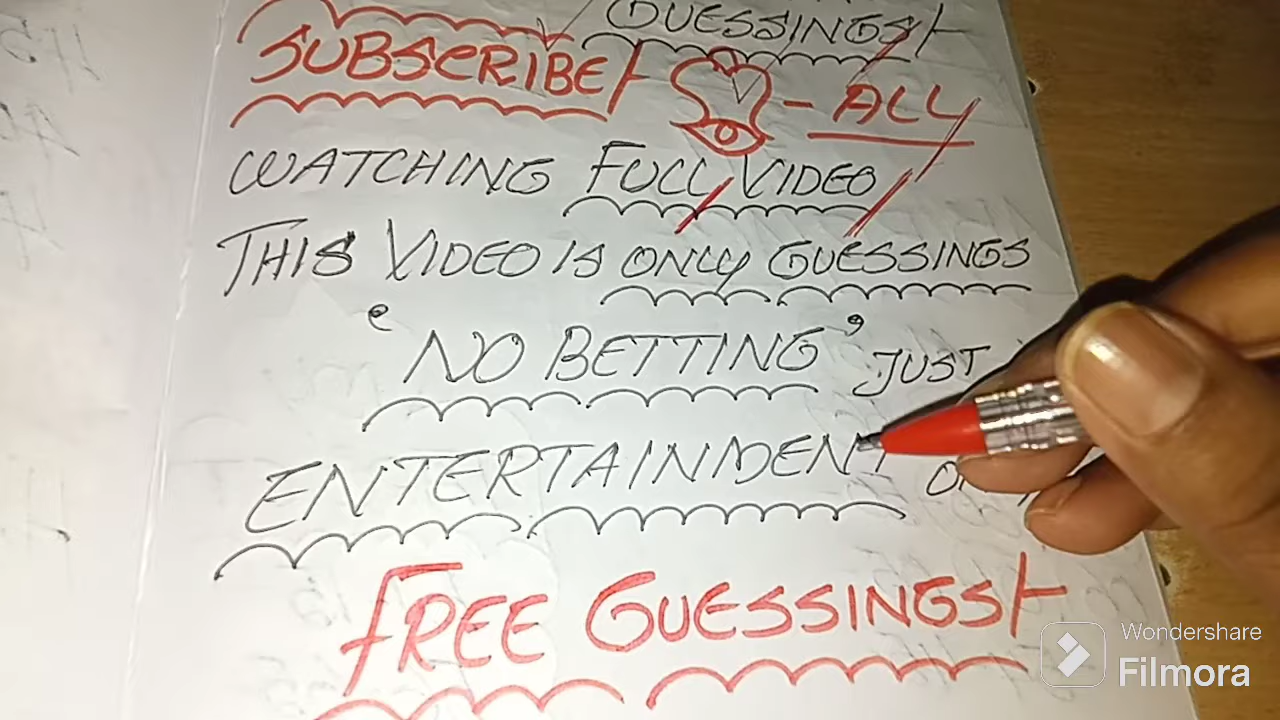 GUESSINGS
SUBSCRIBE - ALL
WATCHING FULL VIDEO
THIS VIDEO IS ONLY GUESSINGS
"NO BETTING" JUST
ENTERTAINMENT
FREE GUESSINGS
Wondershare
Filmora